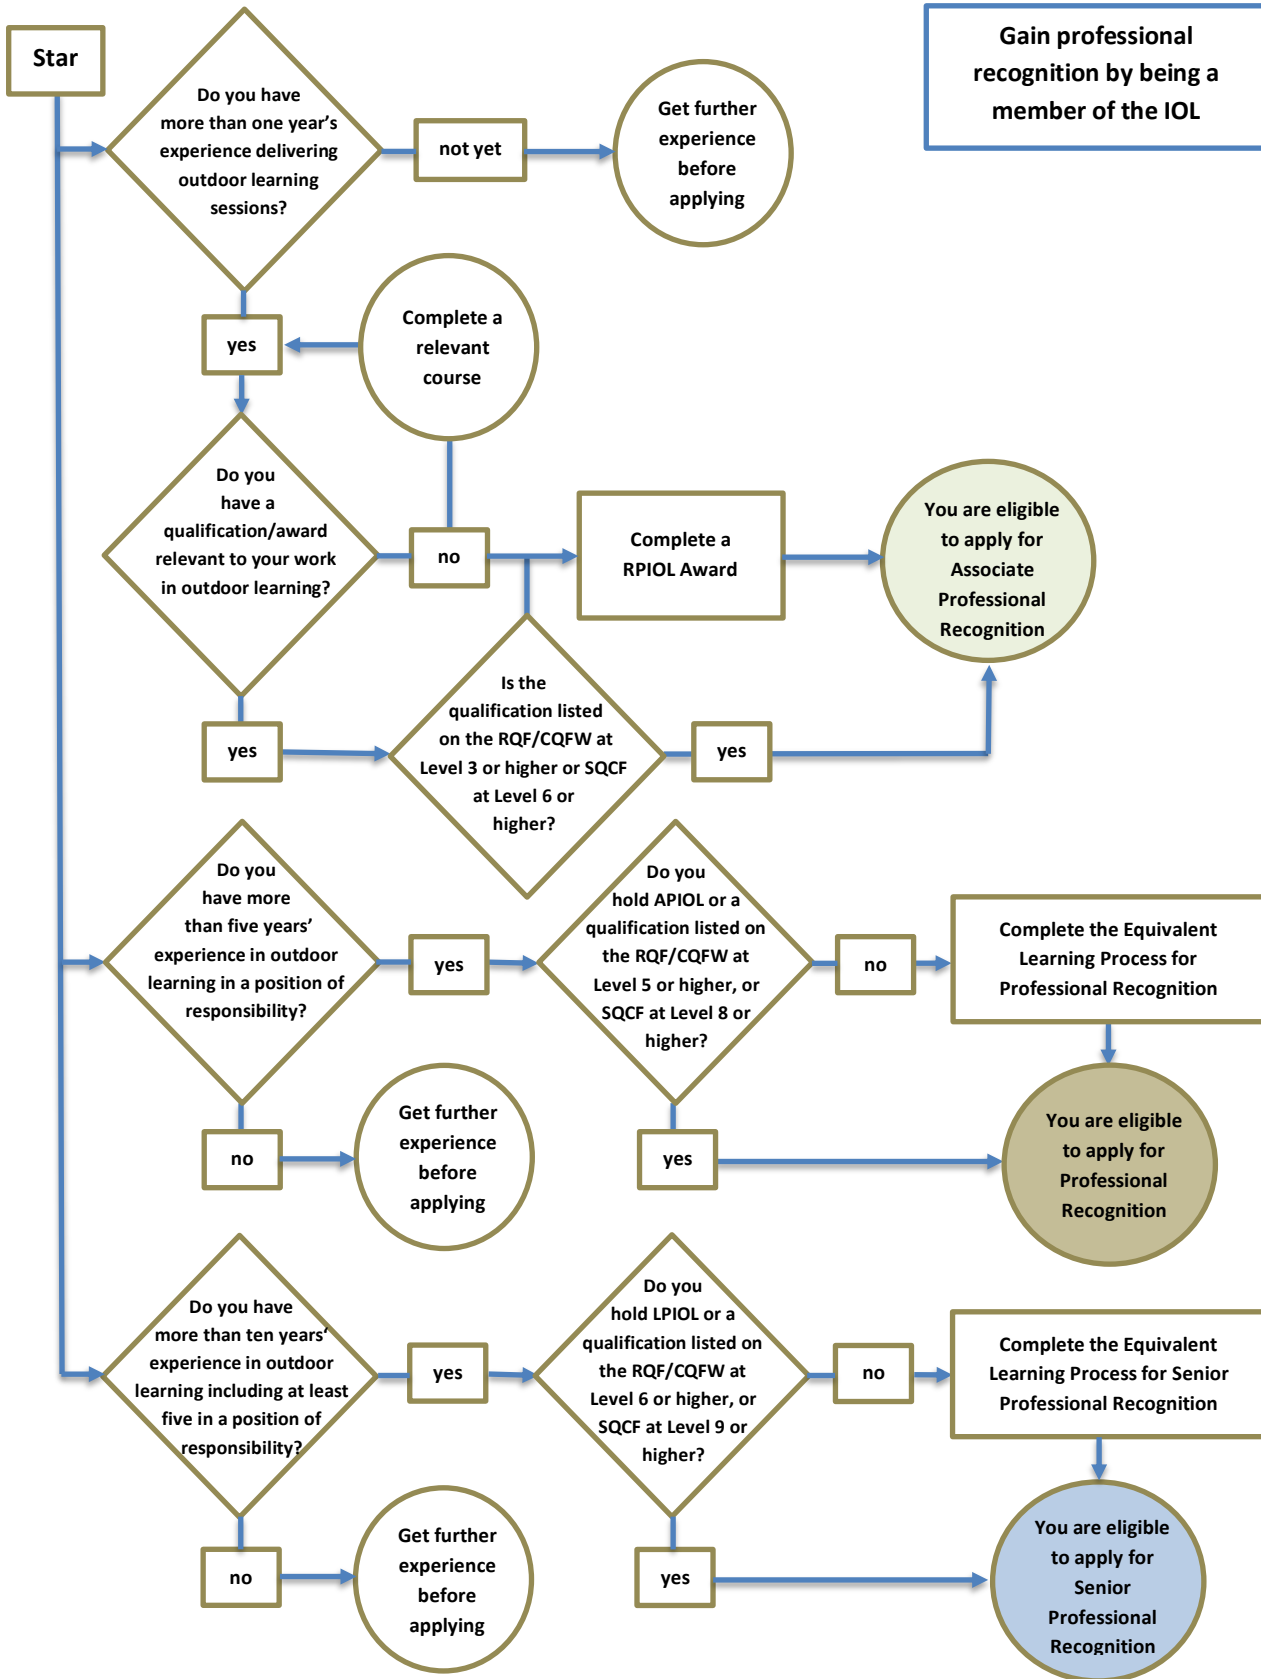 Star
Gain professional
recognition by being a
member of the IOL
Do you have
more than one year's
experience delivering
outdoor learning
sessions?
not yet
Get further
experience
before
applying
yes
Complete a
relevant
course
Do you
have a
qualification/award
relevant to your work
in outdoor learning?
no
Complete a
RPIOL Award
You are eligible
to apply for
Associate
Professional
Recognition
yes
Is the
qualification listed
on the RQF/CQFW at
Level 3 or higher or SQCF
at Level 6 or
higher?
yes
Do you
have more
than five years'
experience in outdoor
learning in a position of
responsibility?
yes
Do you
hold APIOL or a
qualification listed on
the RQF/CQFW at
Level 5 or higher, or
SQCF at Level 8 or
higher?
no
Complete the Equivalent
Learning Process for
Professional Recognition
no
Get further
experience
before
applying
yes
You are eligible
to apply for
Professional
Recognition
Do you have
more than ten years‘
experience in outdoor
learning including at least
five in a position of
responsibility?
yes
Do you
hold LPIOL or a
qualification listed on
the RQF/CQFW at
Level 6 or higher, or
SQCF at Level 9 or
higher?
no
Complete the Equivalent
Learning Process for Senior
Professional Recognition
no
Get further
experience
before
applying
yes
You are eligible
to apply for
Senior
Professional
Recognition